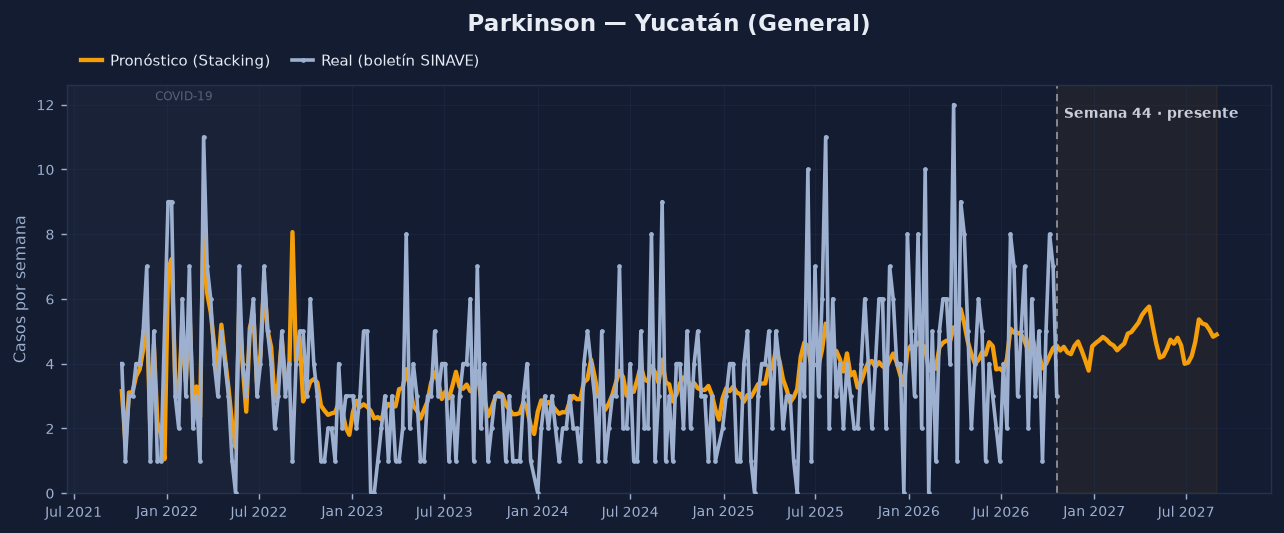 Parkinson — Yucatán (General)
Pronóstico (Stacking)
Real (boletín SINAVE)
COVID-19
Semana 44 · presente
Casos por semana
12
10
8
6
4
2
0
Jul 2021
Jan 2022
Jul 2022
Jan 2023
Jul 2023
Jan 2024
Jul 2024
Jan 2025
Jul 2025
Jan 2026
Jul 2026
Jan 2027
Jul 2027